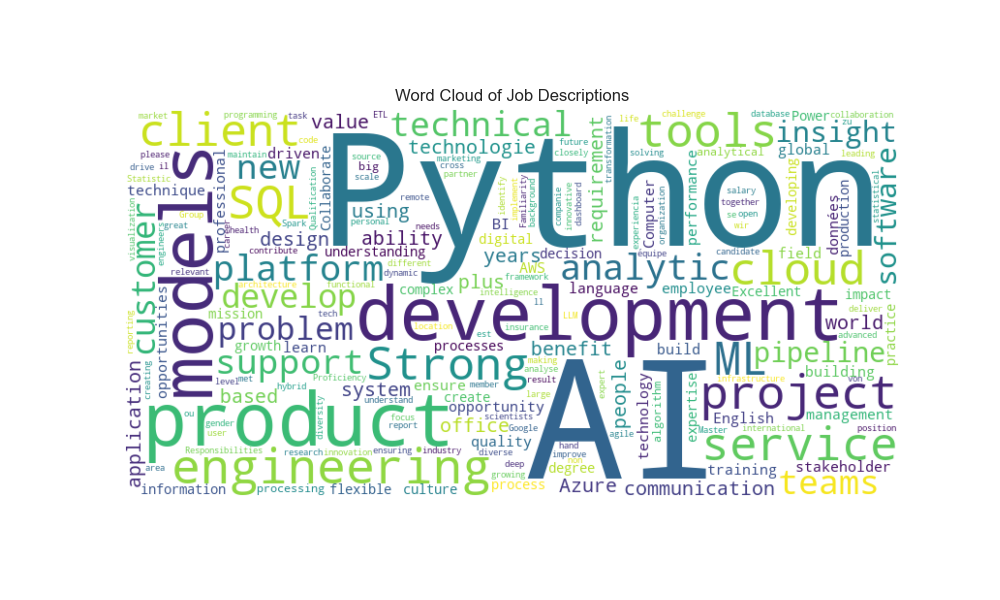 Word Cloud of Job Descriptions
market
programming
task
ETL
client
value
technical
tools
database
Power
collaboration
life
challenge
future
insight
zu
please
maintain
code
technologie
closely
solving
analytical
global
leading
drive
il
driven
source
big
scale
marketing
cross
partner
Python
new
Collaborate
requirement
transformation
Statistic
technique
professional
SQL
Qualification
using
remote
identify
implement
Familiarity
background
companie
innovative
dashboard
experiencia
Computer
organization
performance
salary
together
se
open
wir
developing
données
production
statistical
software
models
visualization
engineers
Group
great
career
health
Spark
personal
needs
BI
contribute
design
ability
understanding
digital
years
decision
équipe
candidate
field
customer
relevant
platform
dynamic
different
AWS
analytic
cloud
architecture
functional
framework
complex
plus
language
employee
Excellent
impact
mission
develop
intelligence
deliver
opportunities
location
ll
LLM
development
world
advanced
practice
growth
problem
tech
est
insurance
reporting
learn
processes
benefit
build
ML
pipeline
creating
support
Strong
making
analyse
building
level
met
hybrid
Proficiency
ensure
member
result
expert
people
algorithm
infrastructure
von
de
based
system
create
large
AI
technology
expertise
project
application
product
diversity
understand
opportunity
scientists
Master
international
position
ou
gender
user
focus
report
office
Google
agile
English
management
Responsibilities
quality
diverse
hand
improve
service
research
innovation
ensuring
industry
deep
non
area
engineering
growing
degree
training
stakeholder
information
processing
flexible
culture
process
Azure
communication
teams